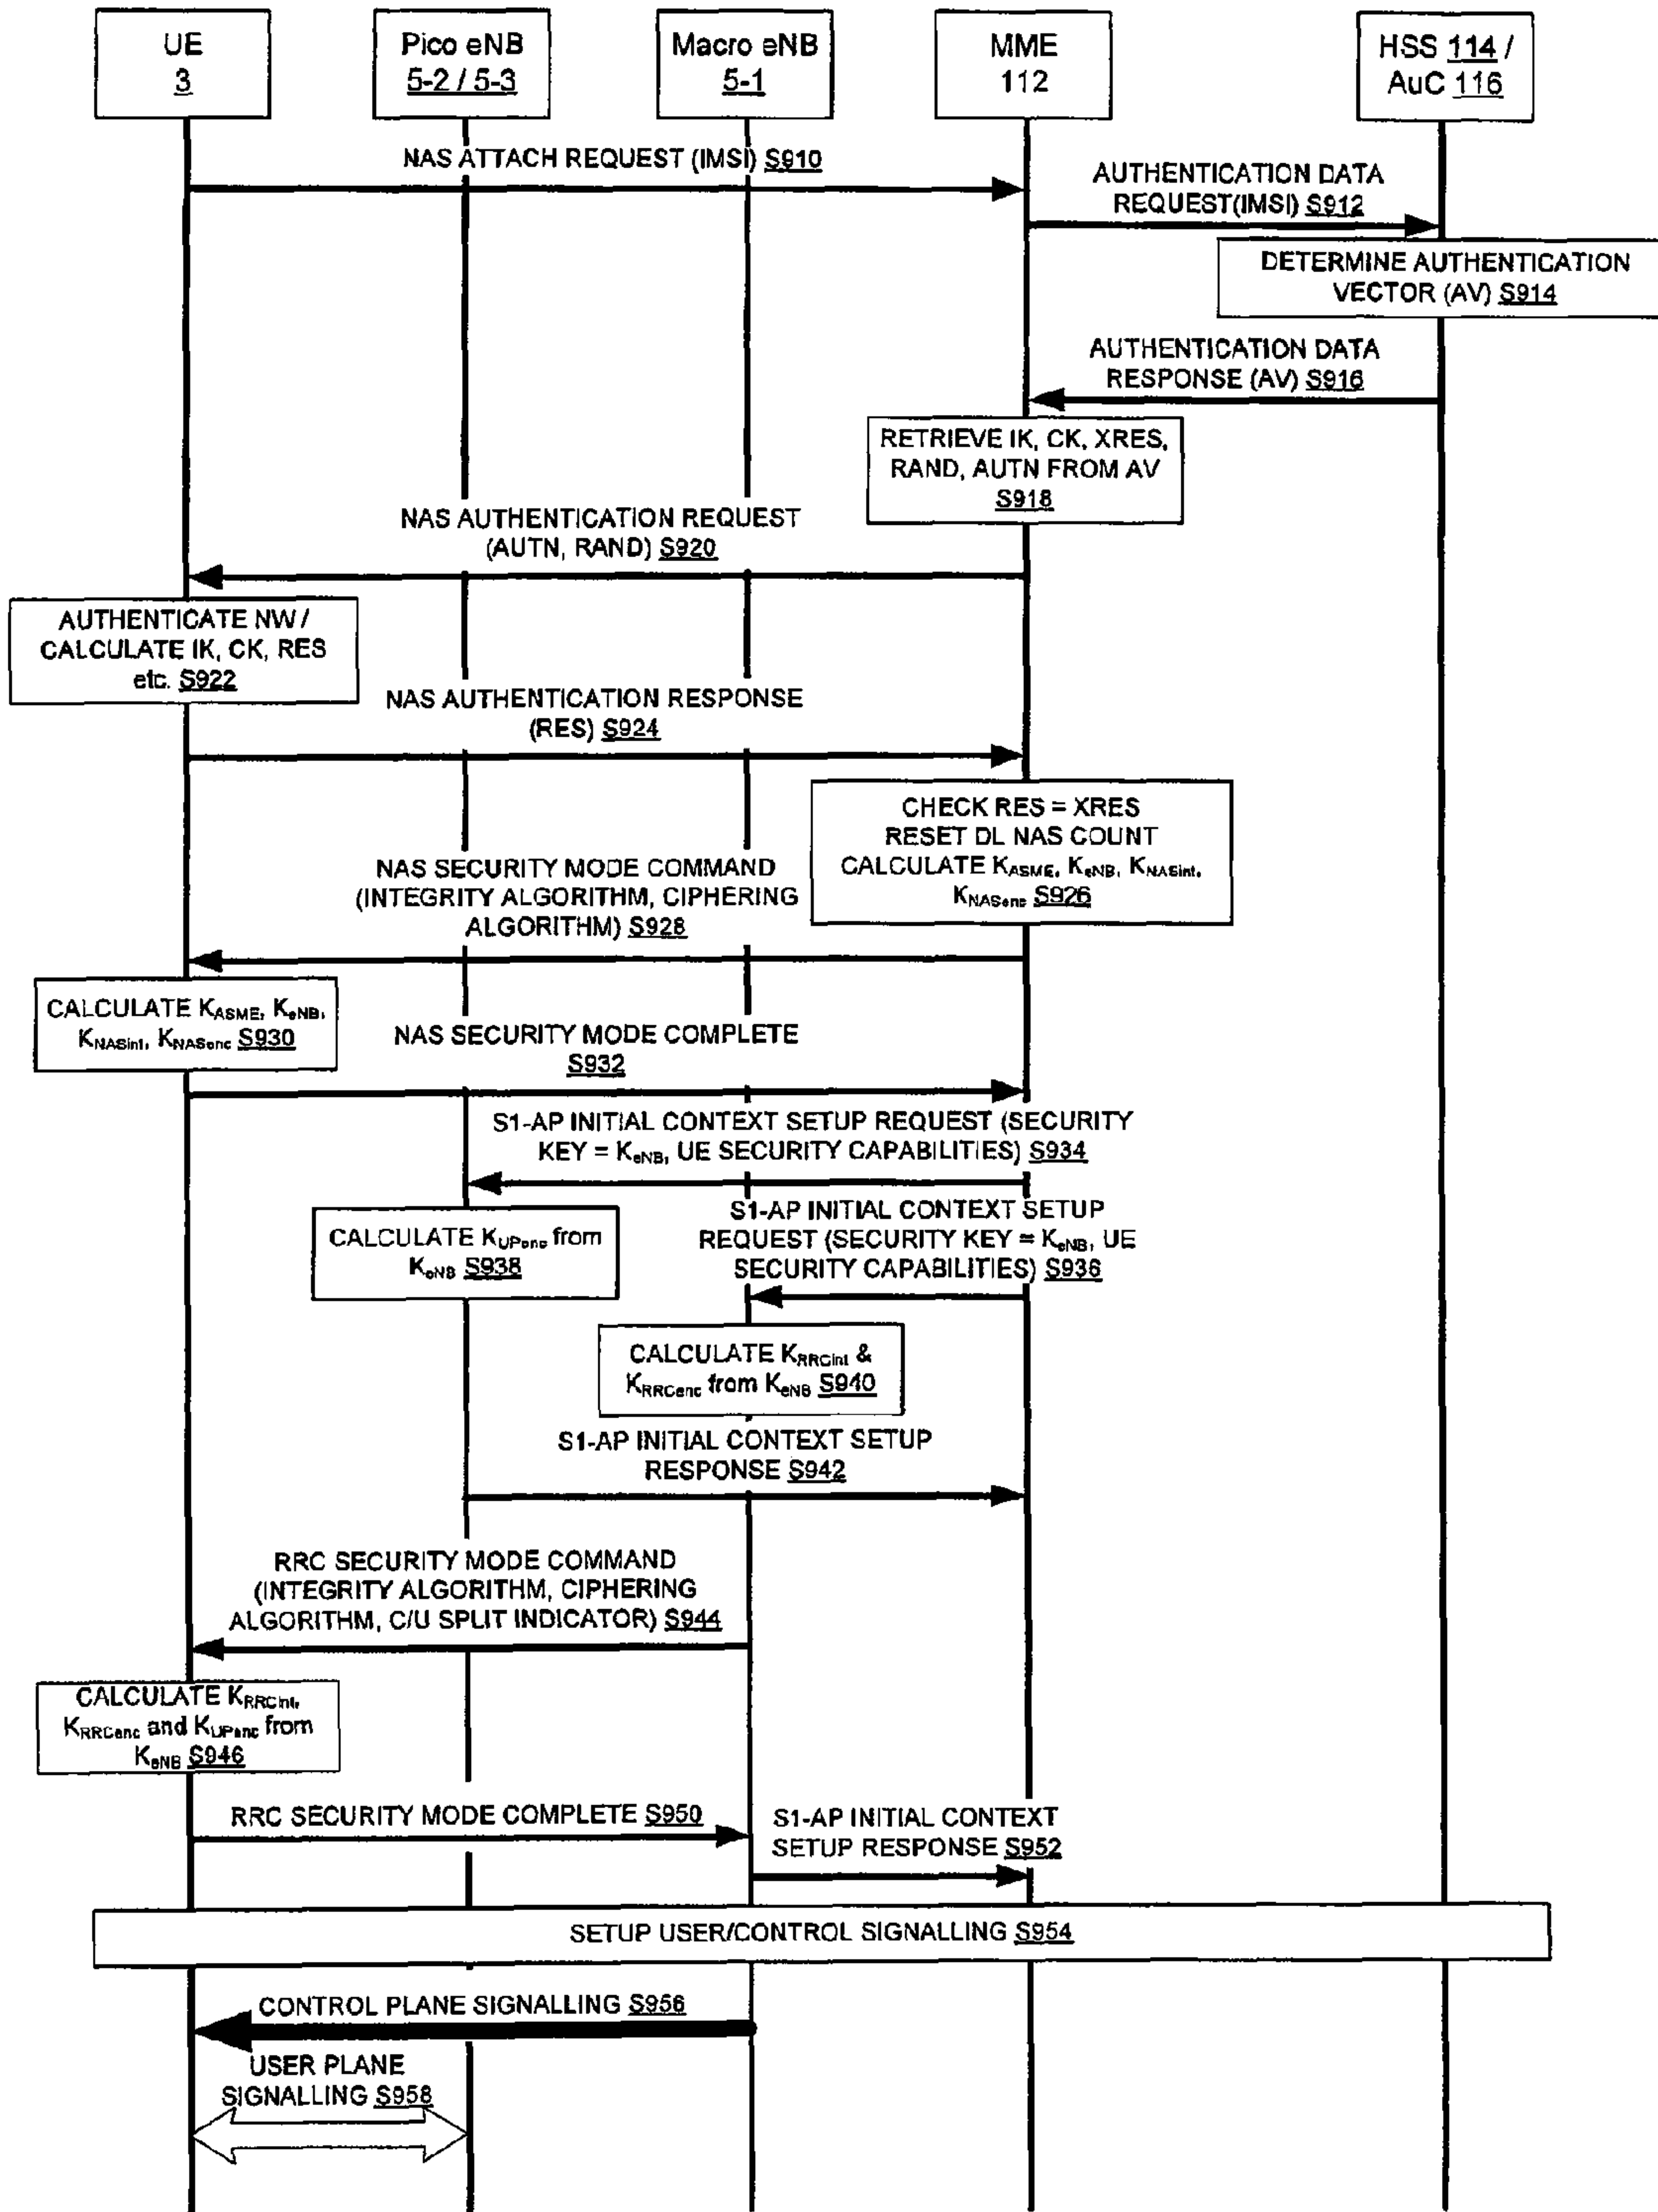 UE
3
Pico eNB
5-2 / 5-3
Macro eNB
5-1
MME
112
HSS 114 /
AuC 116
NAS ATTACH REQUEST (IMSI) S910
AUTHENTICATION DATA
REQUEST(IMSI) S912
DETERMINE AUTHENTICATION
VECTOR (AV) S914
AUTHENTICATION DATA
RESPONSE (AV) S916
RETRIEVE IK, CK, XRES,
RAND, AUTN FROM AV
S918
NAS AUTHENTICATION REQUEST
(AUTN, RAND) S920
AUTHENTICATE NW /
CALCULATE IK, CK, RES
etc. S922
NAS AUTHENTICATION RESPONSE
(RES) S924
CHECK RES = XRES
RESET DL NAS COUNT
CALCULATE KASME, KeNB, KNASint,
KNASenc S926
NAS SECURITY MODE COMMAND
(INTEGRITY ALGORITHM, CIPHERING
ALGORITHM) S928
CALCULATE KASME, KeNB,
KNASint, KNASenc S930
NAS SECURITY MODE COMPLETE
S932
S1-AP INITIAL CONTEXT SETUP REQUEST (SECURITY
KEY = KeNB, UE SECURITY CAPABILITIES) S934
CALCULATE KUPenc from
KeNB S938
S1-AP INITIAL CONTEXT SETUP
REQUEST (SECURITY KEY = KeNB, UE
SECURITY CAPABILITIES) S936
CALCULATE KRRCint &
KRRCenc from KeNB S940
S1-AP INITIAL CONTEXT SETUP
RESPONSE S942
RRC SECURITY MODE COMMAND
(INTEGRITY ALGORITHM, CIPHERING
ALGORITHM, C/U SPLIT INDICATOR) S944
CALCULATE KRRCint,
KRRCenc and KUPenc from
KeNB S946
RRC SECURITY MODE COMPLETE S950
S1-AP INITIAL CONTEXT
SETUP RESPONSE S952
SETUP USER/CONTROL SIGNALLING S954
CONTROL PLANE SIGNALLING S956
USER PLANE
SIGNALLING S958